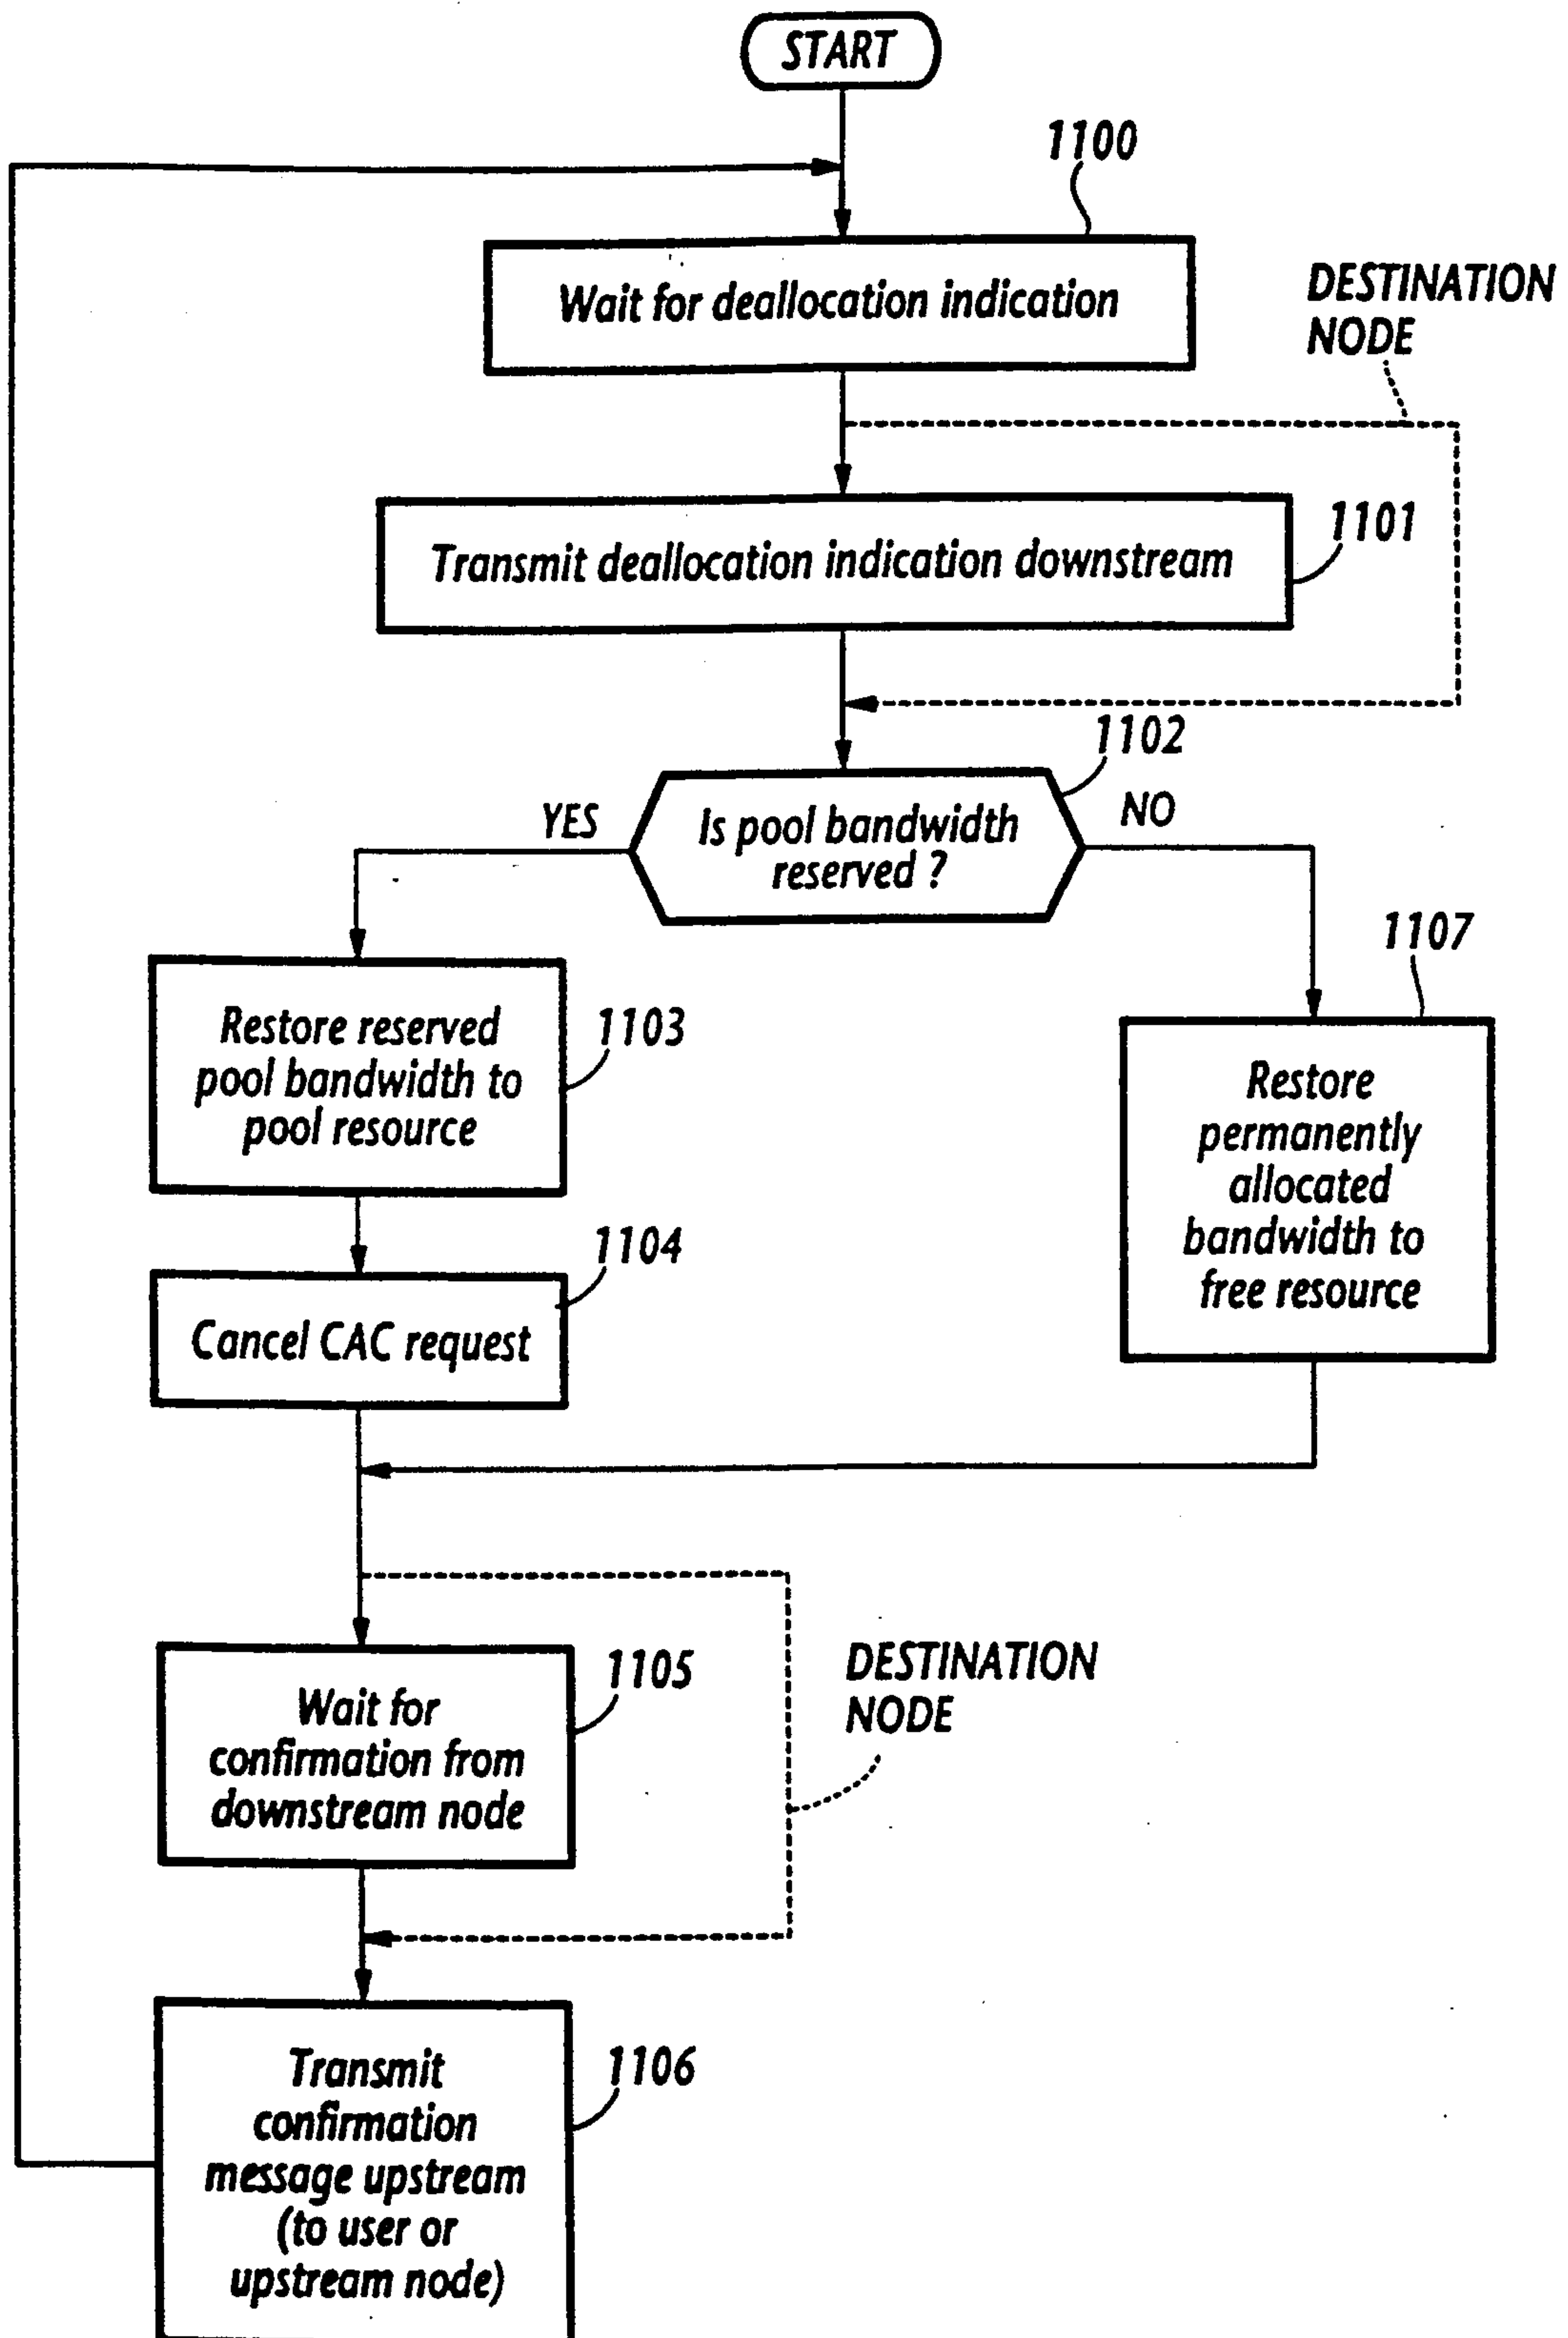 START
1100
Wait for deallocation indication
DESTINATION
NODE
1101
Transmit deallocation indication downstream
1102
YES
Is pool bandwidth
reserved ?
NO
1107
Restore reserved
pool bandwidth to
pool resource
1103
Restore
permanently
allocated
bandwidth to
free resource
1104
Cancel CAC request
1105
Wait for
confirmation from
downstream node
DESTINATION
NODE
1106
Transmit
confirmation
message upstream
(to user or
upstream node)